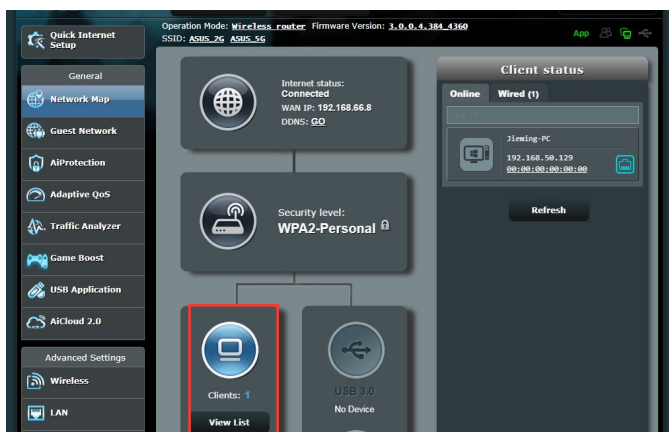 Quick Internet
Setup
Operation Mode: Wireless router Firmware Version: 3.0.0.4.384_4360
SSID: ASUS_2G ASUS_5G
App
General
Network Map
Guest Network
AiProtection
Adaptive QoS
Traffic Analyzer
Game Boost
USB Application
AiCloud 2.0
Advanced Settings
Wireless
LAN
Internet status:
Connected
WAN IP: 192.168.66.8
DDNS: GO
Security level:
WPA2-Personal
Clients: 1
View List
USB 3.0
No Device
Client status
Online
Wired (1)
Jieming-PC
192.168.50.129
00:00:00:00:00:00
Refresh